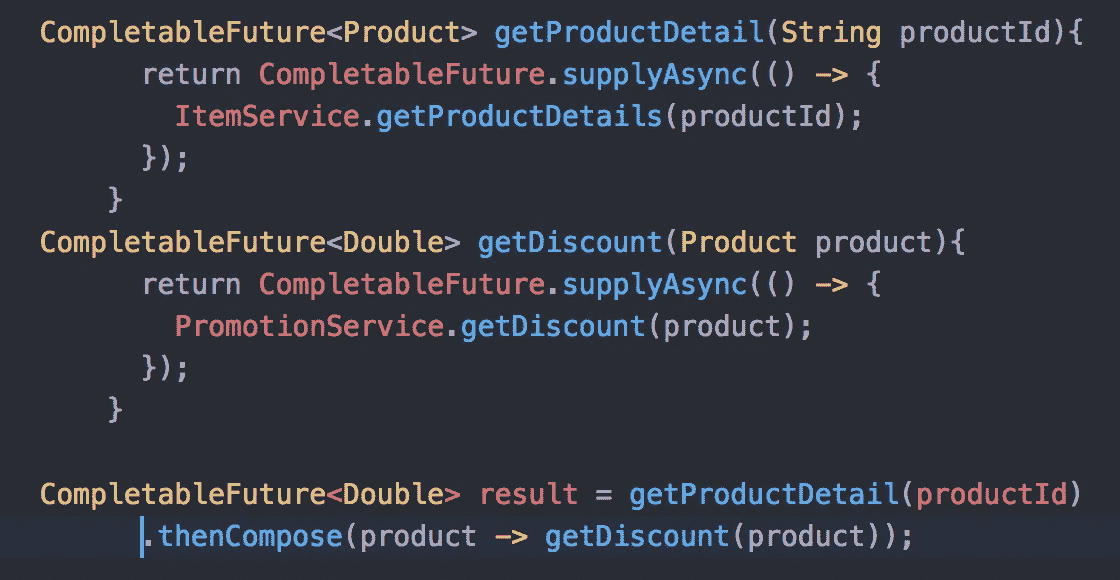 CompletableFuture<Product> getProductDetail(String productId){
return CompletableFuture.supplyAsync(() -> {
ItemService.getProductDetails(productId);
});
}
CompletableFuture<Double> getDiscount(Product product){
return CompletableFuture.supplyAsync(() -> {
PromotionService.getDiscount(product);
});
}
CompletableFuture<Double> result = getProductDetail(productId)
.thenCompose(product -> getDiscount(product));